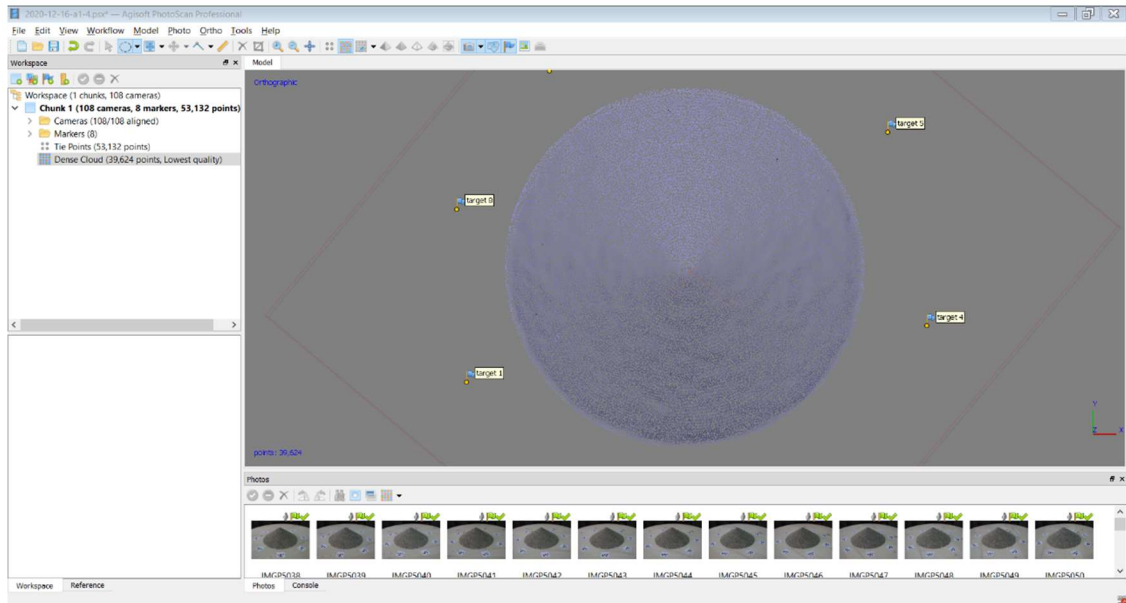 2020-12-16-a1-4.psx* — Agisoft PhotoScan Professional
File Edit View Workflow Model Photo Ortho Tools Help
Workspace
Workspace (1 chunks, 108 cameras)
Chunk 1 (108 cameras, 8 markers, 53,132 points)
Cameras (108/108 aligned)
Markers (8)
Tie Points (53,132 points)
Dense Cloud (39,624 points, Lowest quality)
Model
Orthographic
target 5
target 0
target 4
target 1
Y
Z X
points: 39,624
Photos
IMGP5038 IMGP5039 IMGP5040 IMGP5041 IMGP5042 IMGP5043 IMGP5044 IMGP5045 IMGP5046 IMGP5047 IMGP5048 IMGP5049 IMGP5050
Workspace Reference
Photos Console